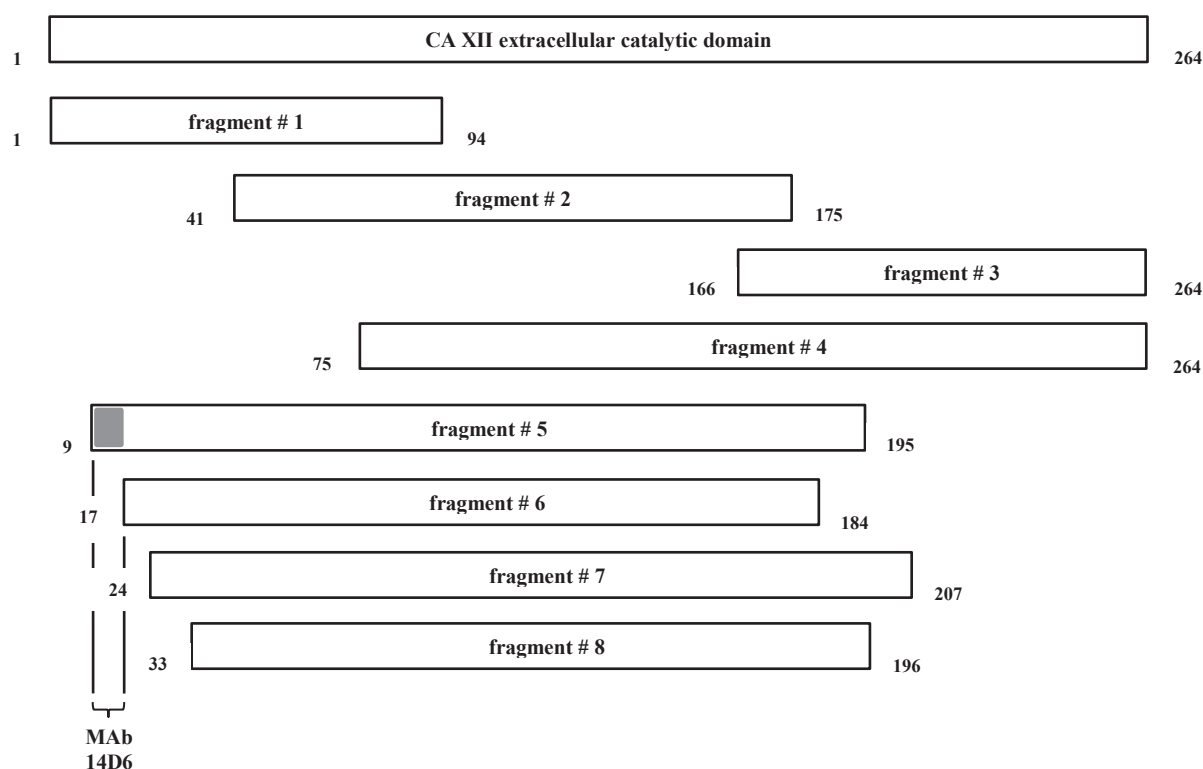 CA XII extracellular catalytic domain
1
264
fragment # 1
1
94
fragment # 2
41
175
fragment # 3
166
264
fragment # 4
75
264
fragment # 5
9
195
fragment # 6
17
184
fragment # 7
24
207
fragment # 8
33
196
MAb
14D6